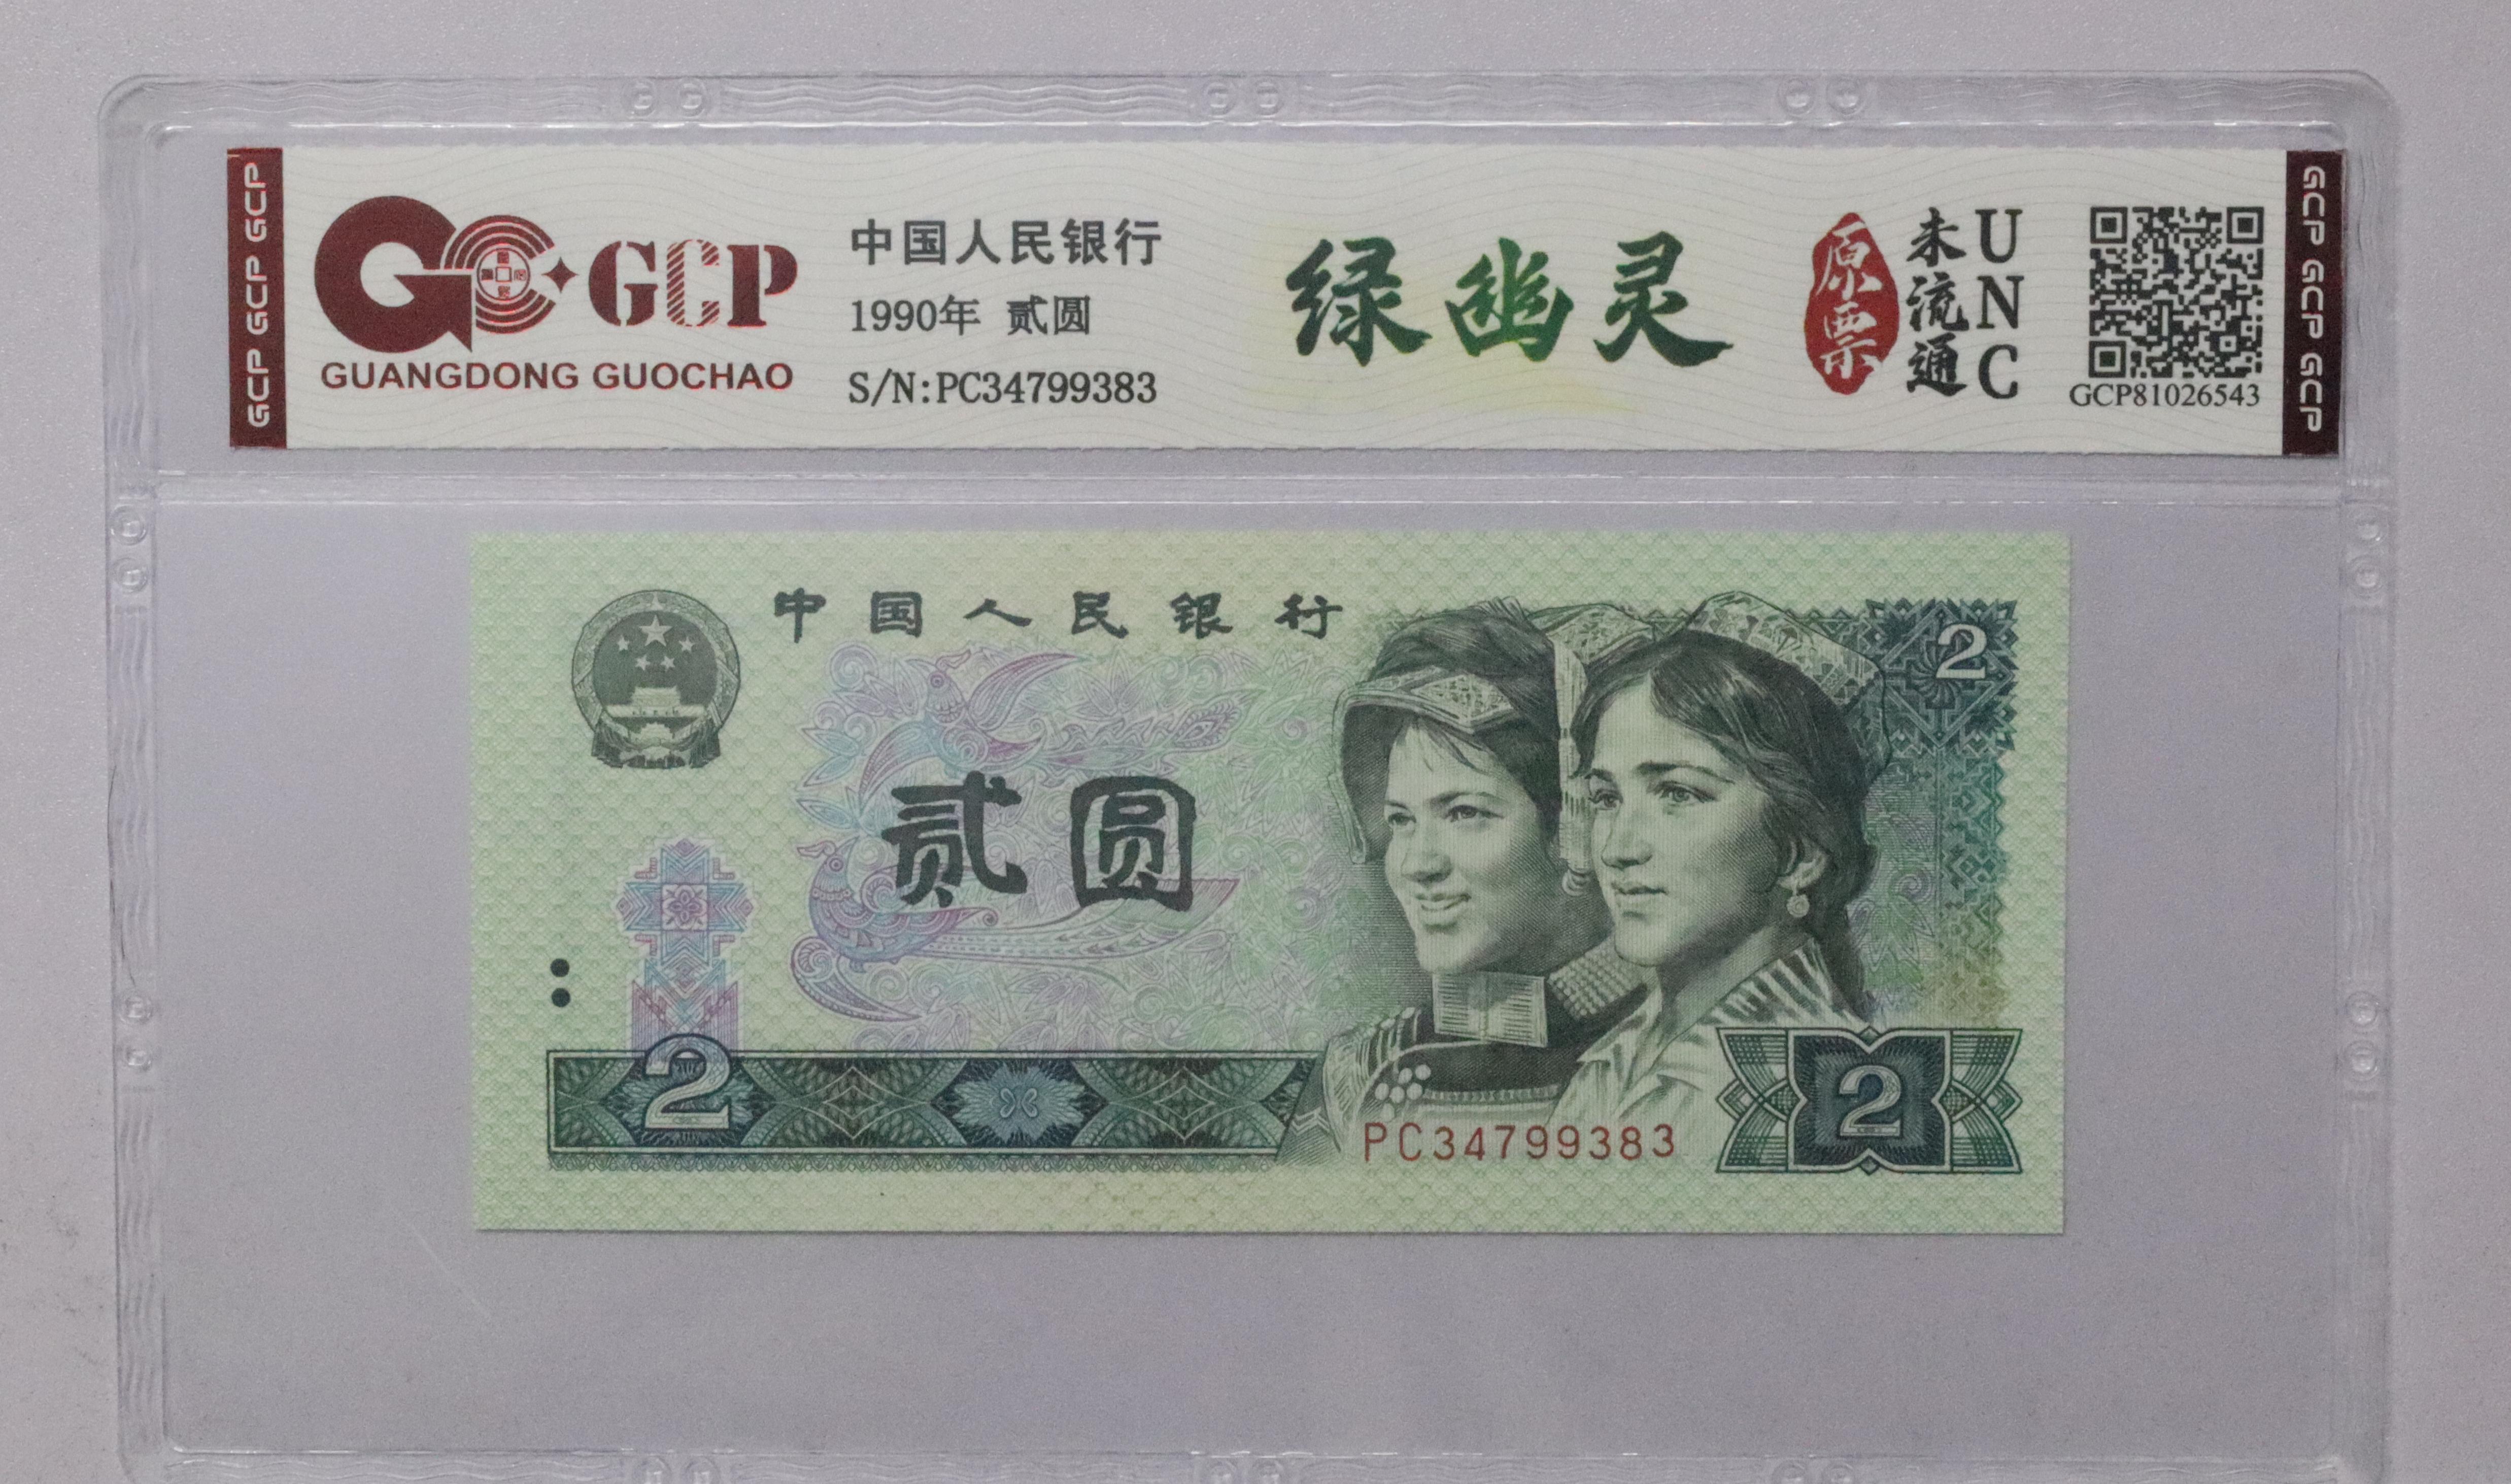 GCP GCP GCP
GCP
GUANGDONG GUOCHAO
中国人民银行
1990年 贰圆
S/N:PC34799383
绿幽灵
原票
未流通
UNC
GCP81026543
GCP GCP GCP
中国人民银行
2
贰圆
2
PC34799383
2